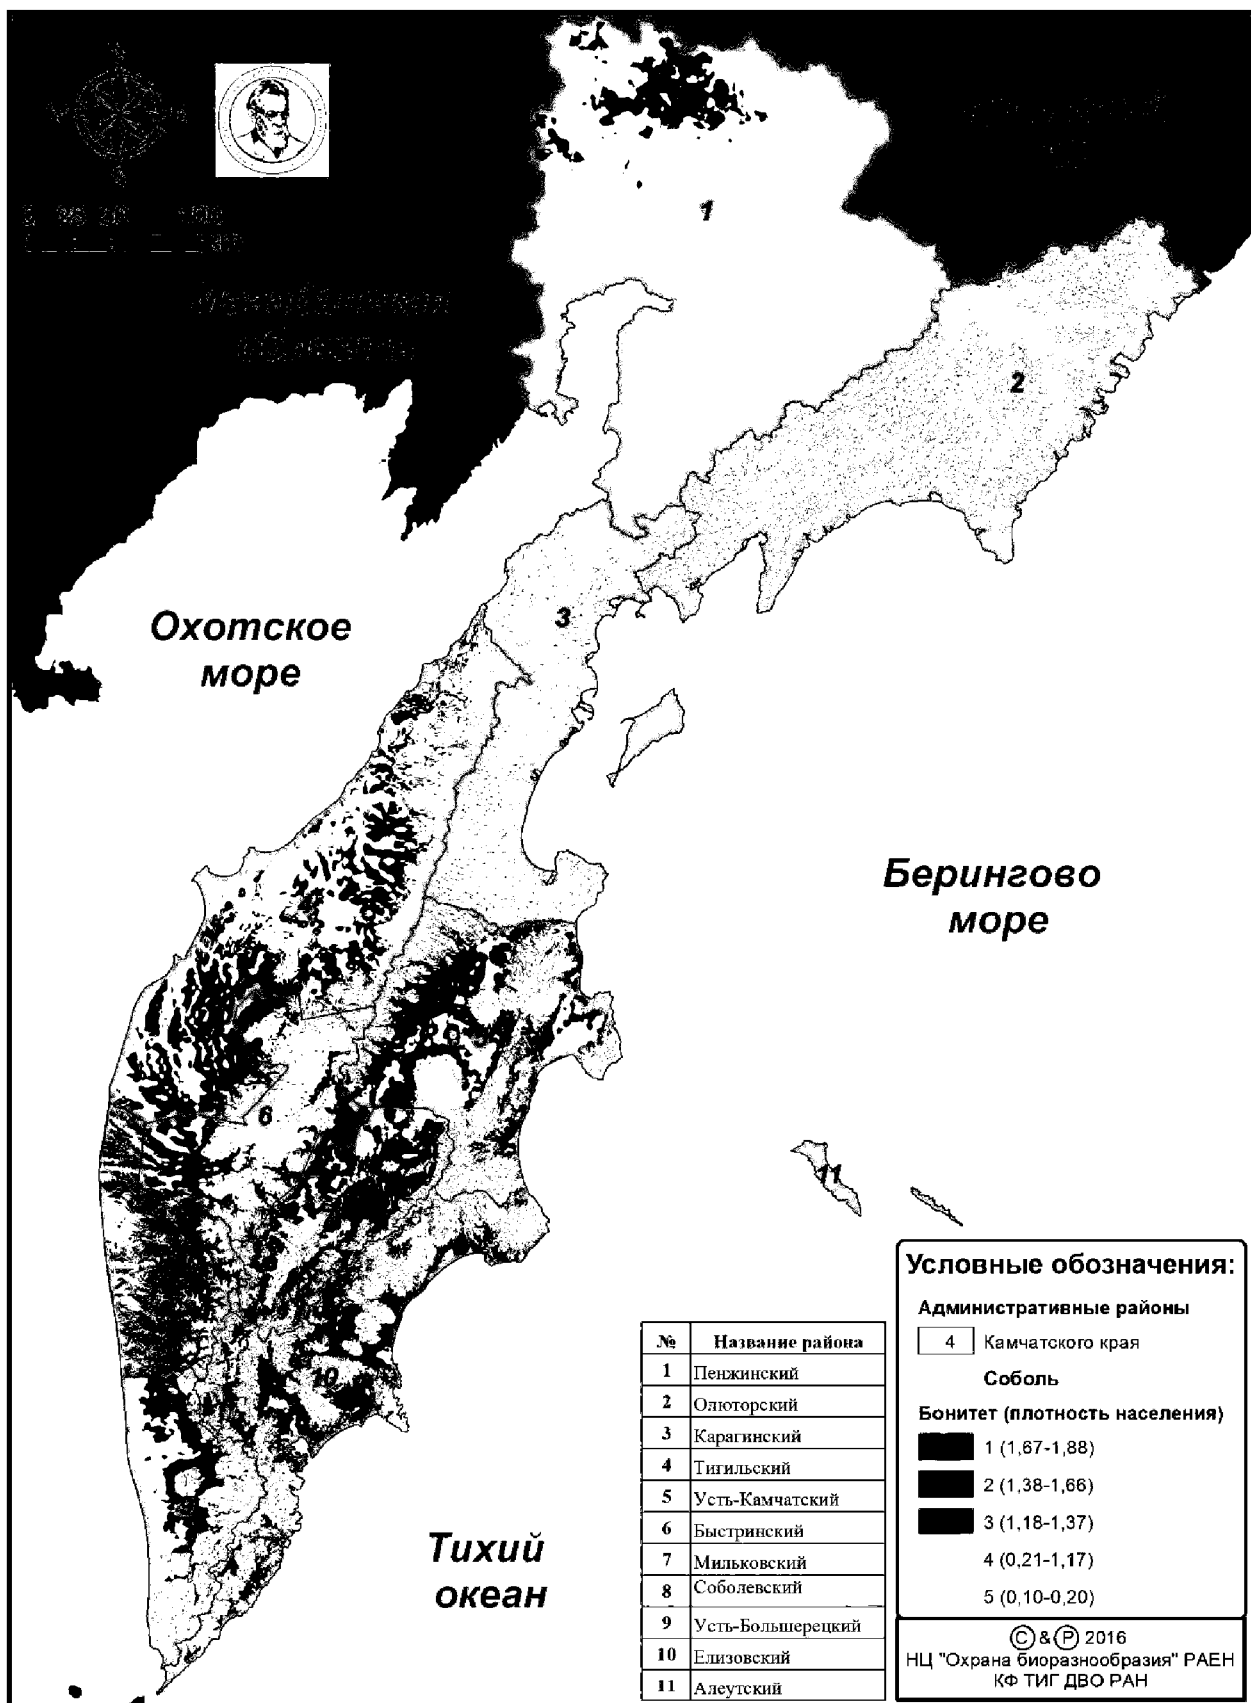 1
2
3
Охотское
море
Берингово
море
6
11
10
Тихий
океан
№ Название района
1 Пенжинский
2 Олюторский
3 Карагинский
4 Тигильский
5 Усть-Камчатский
6 Быстринский
7 Мильковский
8 Соболевский
9 Усть-Большерецкий
10 Елизовский
11 Алеутский
Условные обозначения:
Административные районы
4 Камчатского края
Соболь
Бонитет (плотность населения)
1 (1,67-1,88)
2 (1,38-1,66)
3 (1,18-1,37)
4 (0,21-1,17)
5 (0,10-0,20)
Ⓒ&Ⓟ 2016
НЦ "Охрана биоразнообразия" РАЕН
КФ ТИГ ДВО РАН